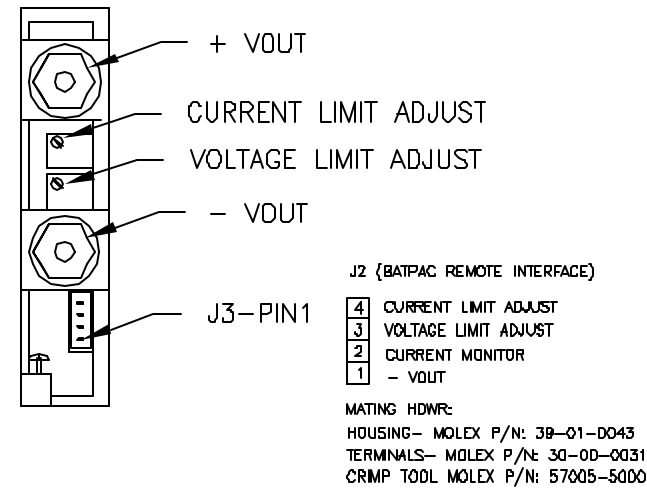 + VOUT
CURRENT LIMIT ADJUST
VOLTAGE LIMIT ADJUST
- VOUT
J3-PIN1
J2 (BATPAC REMOTE INTERFACE)
4 CURRENT LIMIT ADJUST
3 VOLTAGE LIMIT ADJUST
2 CURRENT MONITOR
1 - VOUT
MATING HDWR:
HOUSING- MOLEX P/N: 39-01-0043
TERMINALS- MOLEX P/N: 30-00-0031
CRIMP TOOL MOLEX P/N: 57005-5000